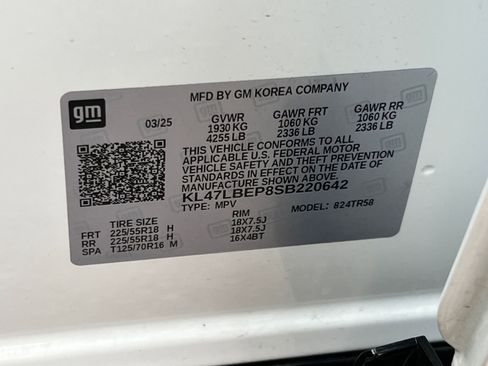 gm
MFD BY GM KOREA COMPANY
03/25 GVWR GAWR FRT GAWR RR
1930 KG 1060 KG 1060 KG
4255 LB 2336 LB 2336 LB
THIS VEHICLE CONFORMS TO ALL
APPLICABLE U.S. FEDERAL MOTOR
VEHICLE SAFETY AND THEFT PREVENTION
STANDARDS IN EFFECT ON THE DATE OF
MANUFACTURE SHOWN ABOVE.
KL47LBEP8SB220642
TYPE: MPV MODEL: 824TR58
TIRE SIZE RIM
FRT 225/55R18 H 18X7.5J
RR 225/55R18 H 18X7.5J
SPA T125/70R16 M 16X4BT